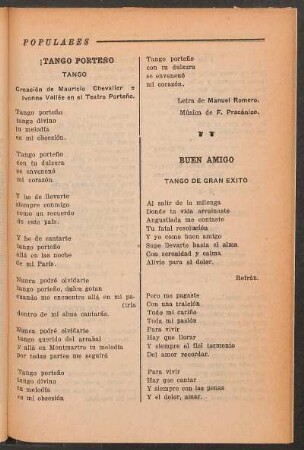 POPULARES
¡TANGO PORTEÑO
TANGO
Creación de Mauricio Chevalier e
Ivonne Vallée en el Teatro Porteño.
Tango porteño
tango divino
tu melodía
es mi obsesión.
Tango porteño
con tu dulzura
se envenenó
mi corazón.
Y he de llevarte
siempre conmigo
como un recuerdo
de este país.
Y he de cantarte
tango porteño
allá en las noche
de mi París.
Nunca podré olvidarte
tango porteño, dulce gotan
cuando me encuentre allá en mi pa-
(tria
dentro de mi alma cantarás.
Nunca podré olvidarte
tango querido del arrabal
Y allá en Montmartre tu melodía
por todas partes me seguirá
Tango porteño
tango divino
tu melodía
es mi obsesión
Tango porteño
con tu dulzura
se envenenó
mi corazón.
Letra de Manuel Romero.
Música de F. Pracánico.
BUEN AMIGO
TANGO DE GRAN EXITO
Al salir de la milonga
Donde tu vida arruinaste
Angustiada me contaste
Tu fatal resolución
Y yo como buen amigo
Supe llevarte hasta el alma
Con serenidad y calma
Alivio para el dolor.
Refrán.
Poco me pagaste
Con una traición
Todo mi cariño
Toda mi pasión
Para vivir
Hay que llorar
Y siempre el fiel tormento
Del amor recordar.
Para vivir
Hay que cantar
Y siempre con las penas
Y el dolor, amar.